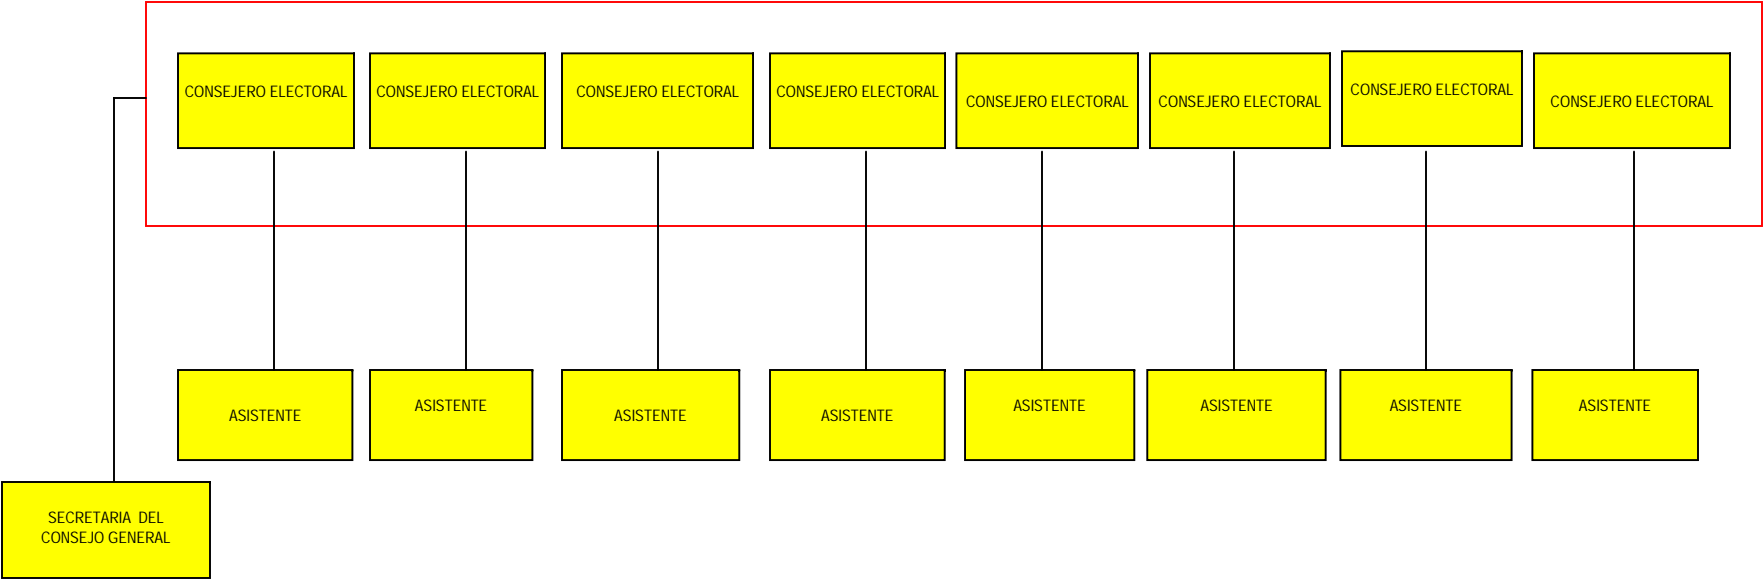 CONSEJERO ELECTORAL
CONSEJERO ELECTORAL
CONSEJERO ELECTORAL
CONSEJERO ELECTORAL
CONSEJERO ELECTORAL
CONSEJERO ELECTORAL
CONSEJERO ELECTORAL
CONSEJERO ELECTORAL
ASISTENTE
ASISTENTE
ASISTENTE
ASISTENTE
ASISTENTE
ASISTENTE
ASISTENTE
ASISTENTE
SECRETARIA DEL
CONSEJO GENERAL